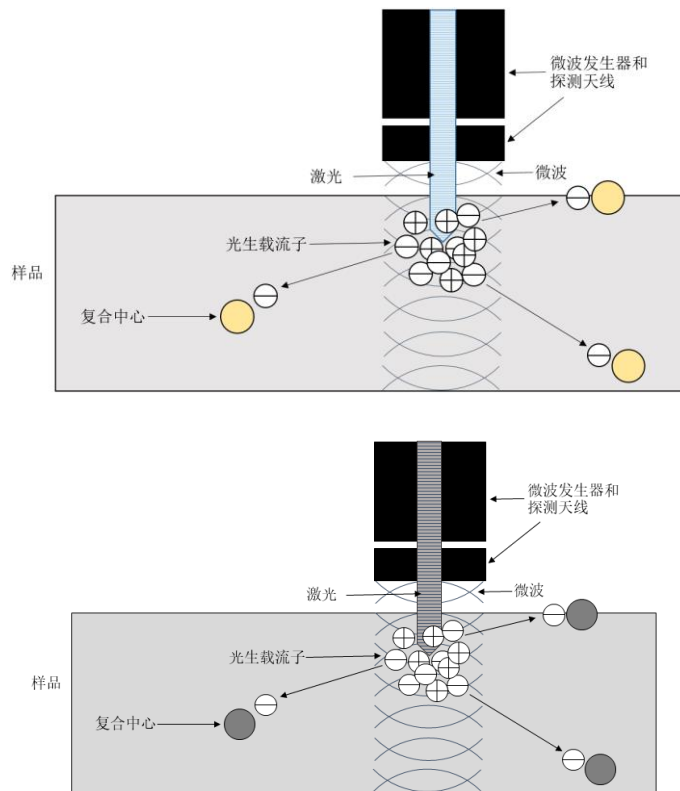 微波发生器和
探测天线
激光
微波
光生载流子
样品
复合中心
微波发生器和
探测天线
激光
微波
光生载流子
样品
复合中心